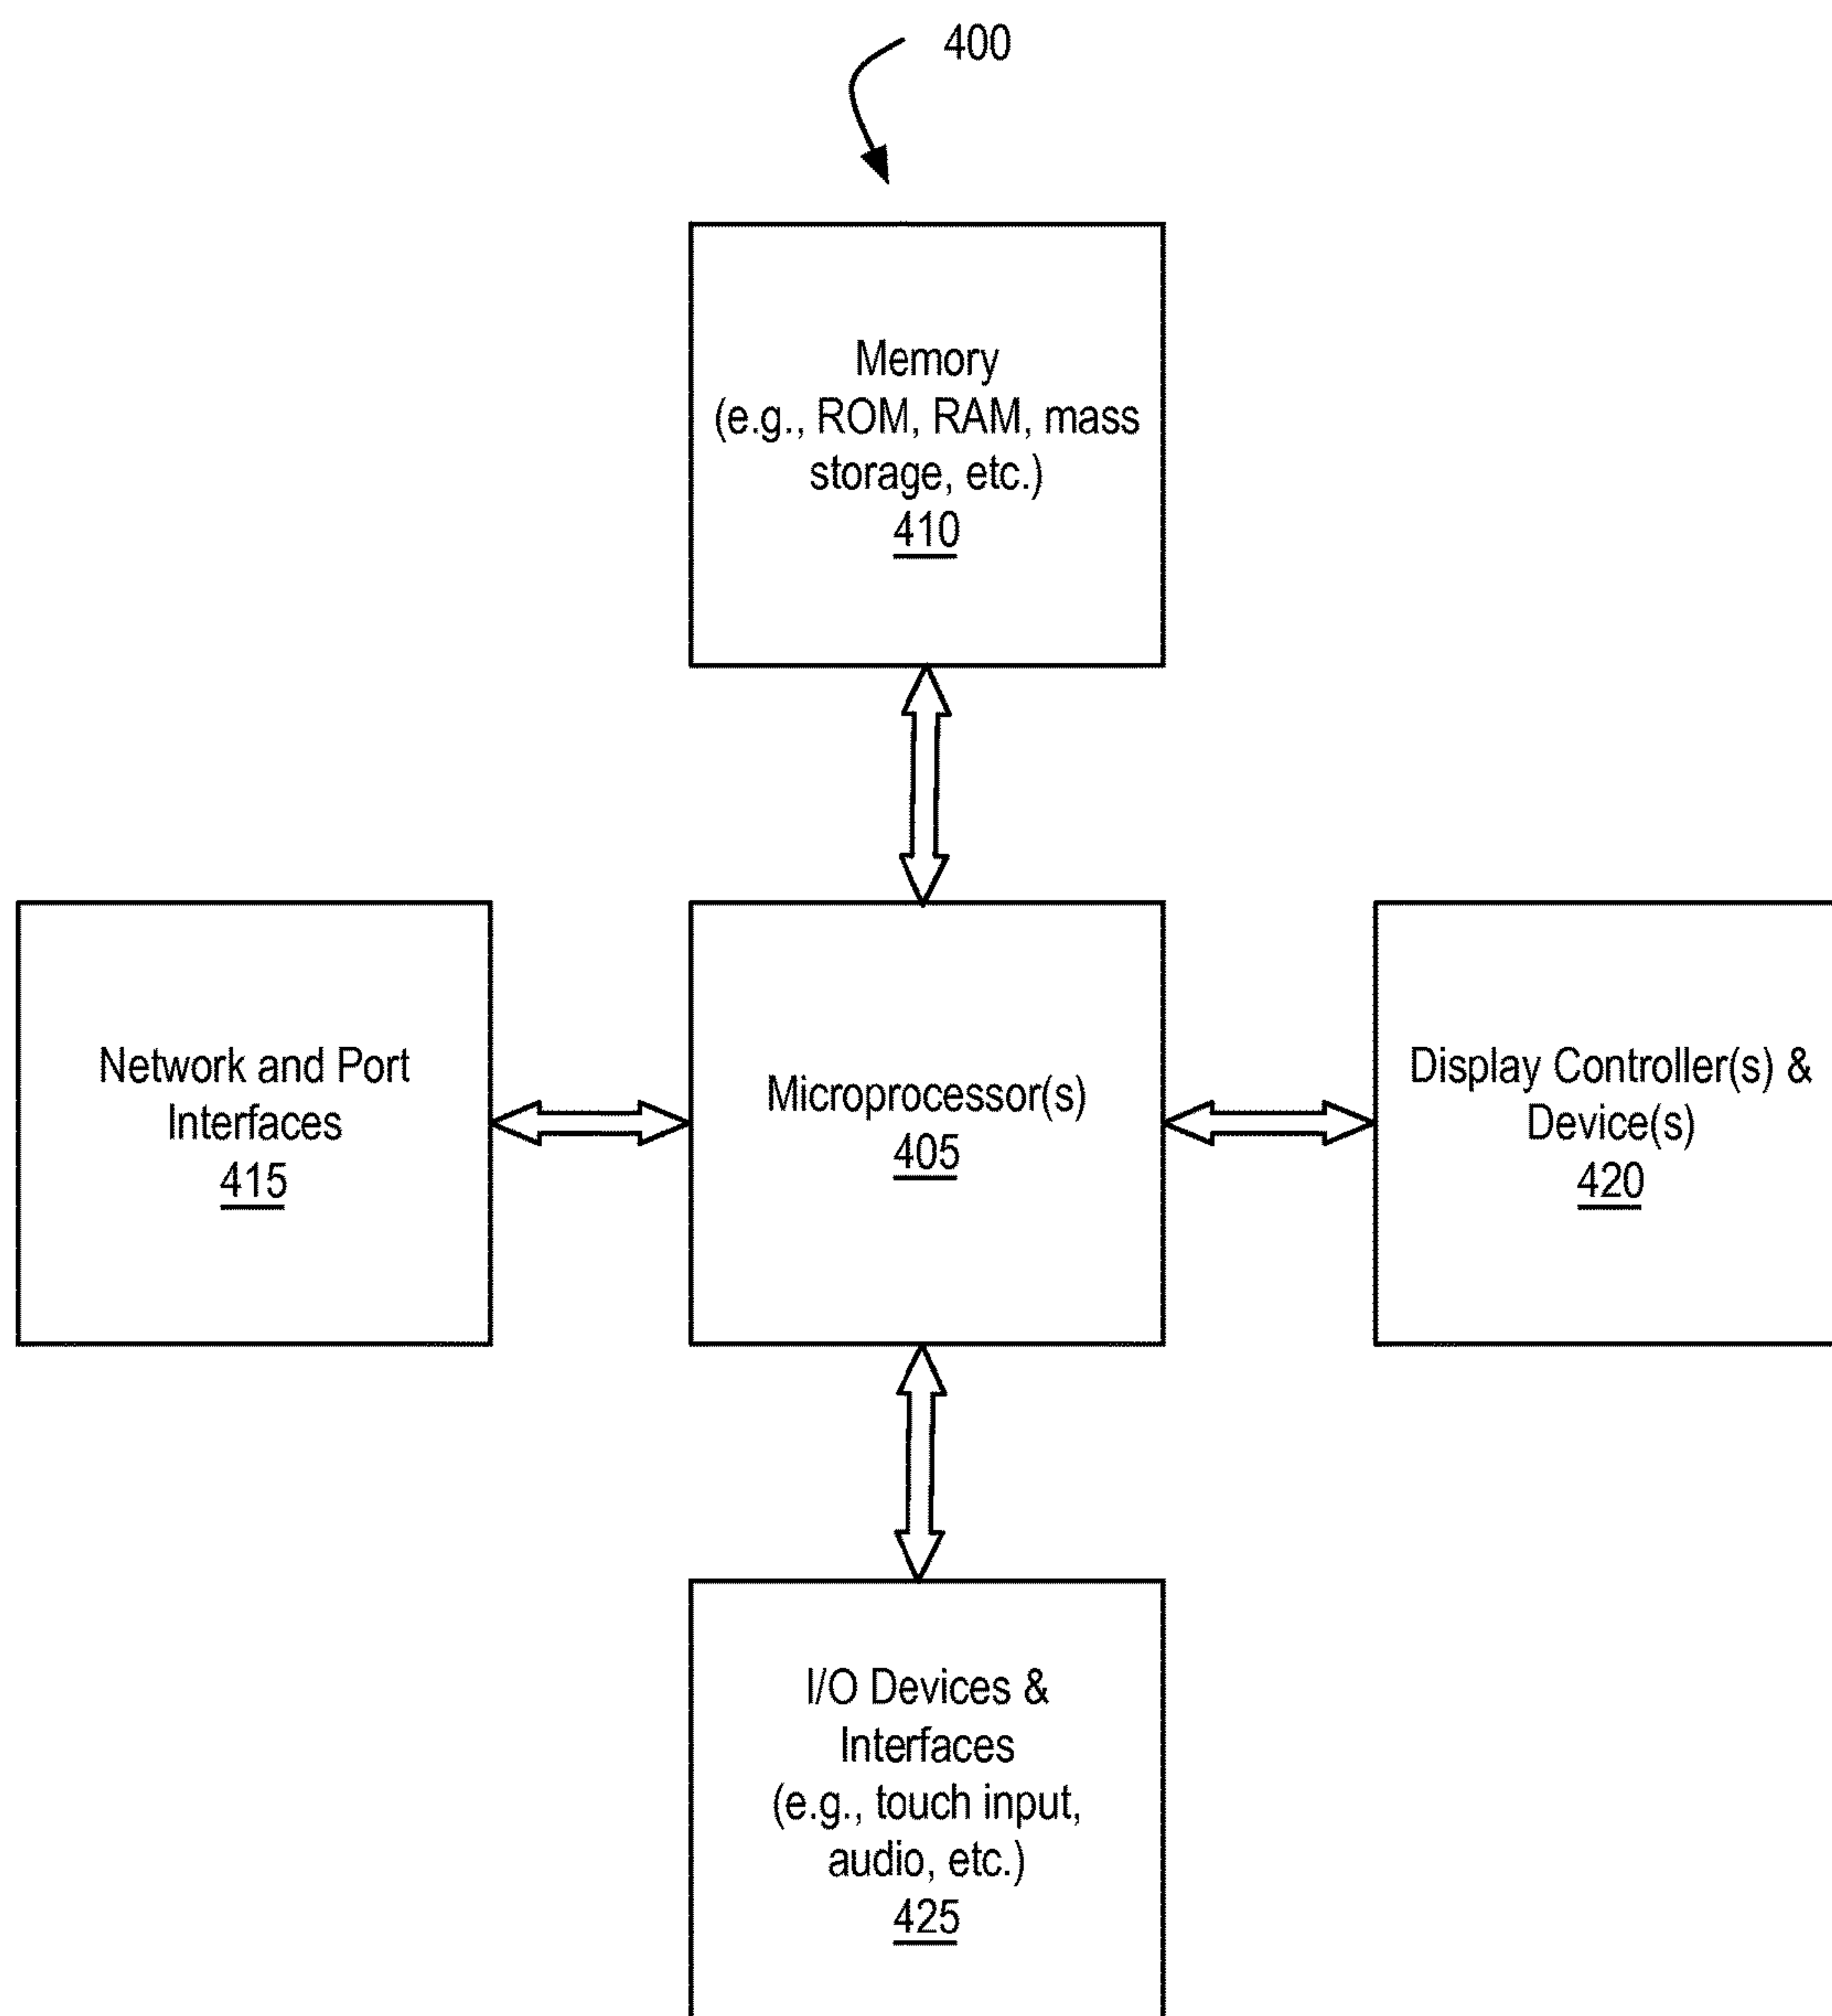 400
Memory
(e.g., ROM, RAM, mass
storage, etc.)
410
Network and Port
Interfaces
415
Microprocessor(s)
405
Display Controller(s) &
Device(s)
420
I/O Devices &
Interfaces
(e.g., touch input,
audio, etc.)
425